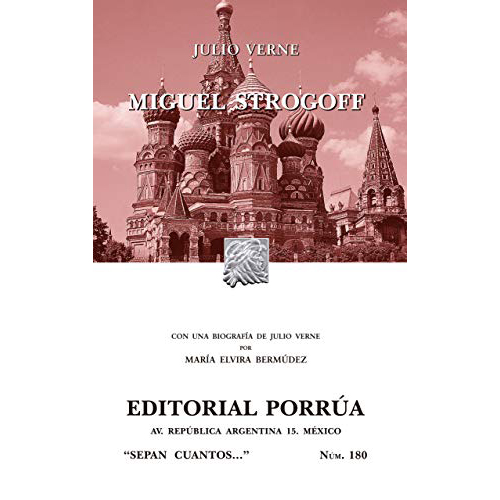 JULIO VERNE
MIGUEL STROGOFF
CON UNA BIOGRAFÍA DE JULIO VERNE
POR
MARÍA ELVIRA BERMÚDEZ
EDITORIAL PORRÚA
AV. REPÚBLICA ARGENTINA 15. MÉXICO
“SEPAN CUANTOS...” NÚM. 180